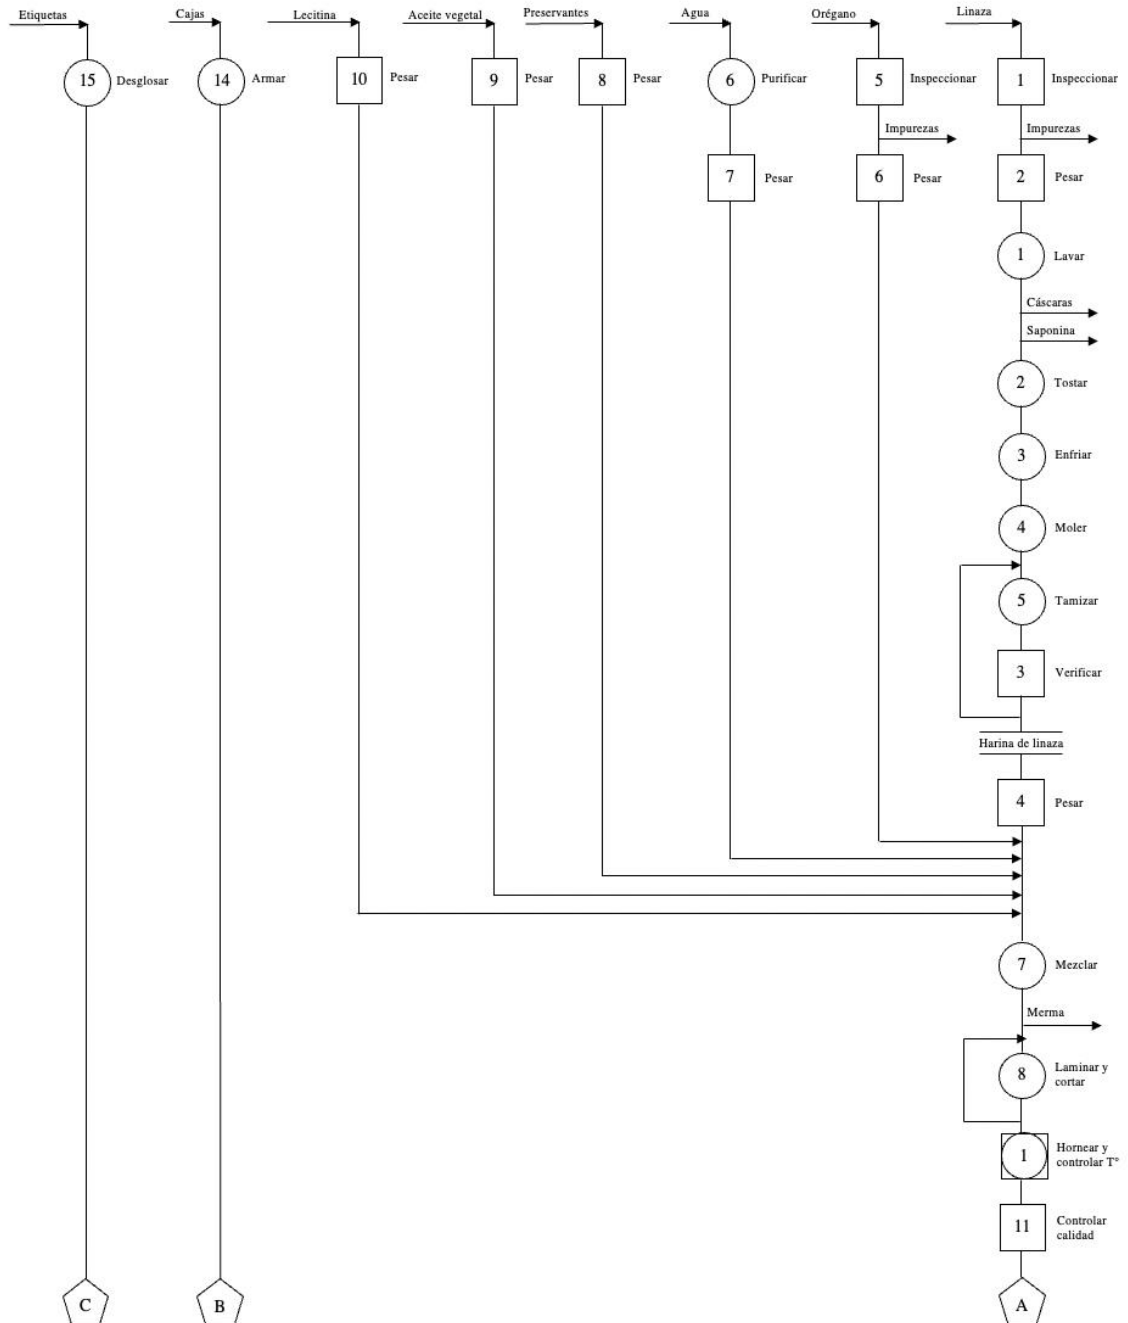 Etiquetas
Cajas
Lecitina
Aceite vegetal
Preservantes
Agua
Orégano
Linaza
15
Desglosar
14
Armar
10
Pesar
9
Pesar
8
Pesar
6
Purificar
5
Inspeccionar
1
Inspeccionar
Impurezas
Impurezas
7
Pesar
6
Pesar
2
Pesar
1
Lavar
Cáscaras
Saponina
2
Tostar
3
Enfriar
4
Moler
5
Tamizar
3
Verificar
Harina de linaza
4
Pesar
7
Mezclar
Merma
8
Laminar y
cortar
1
Hornear y
controlar T°
11
Controlar
calidad
C
B
A